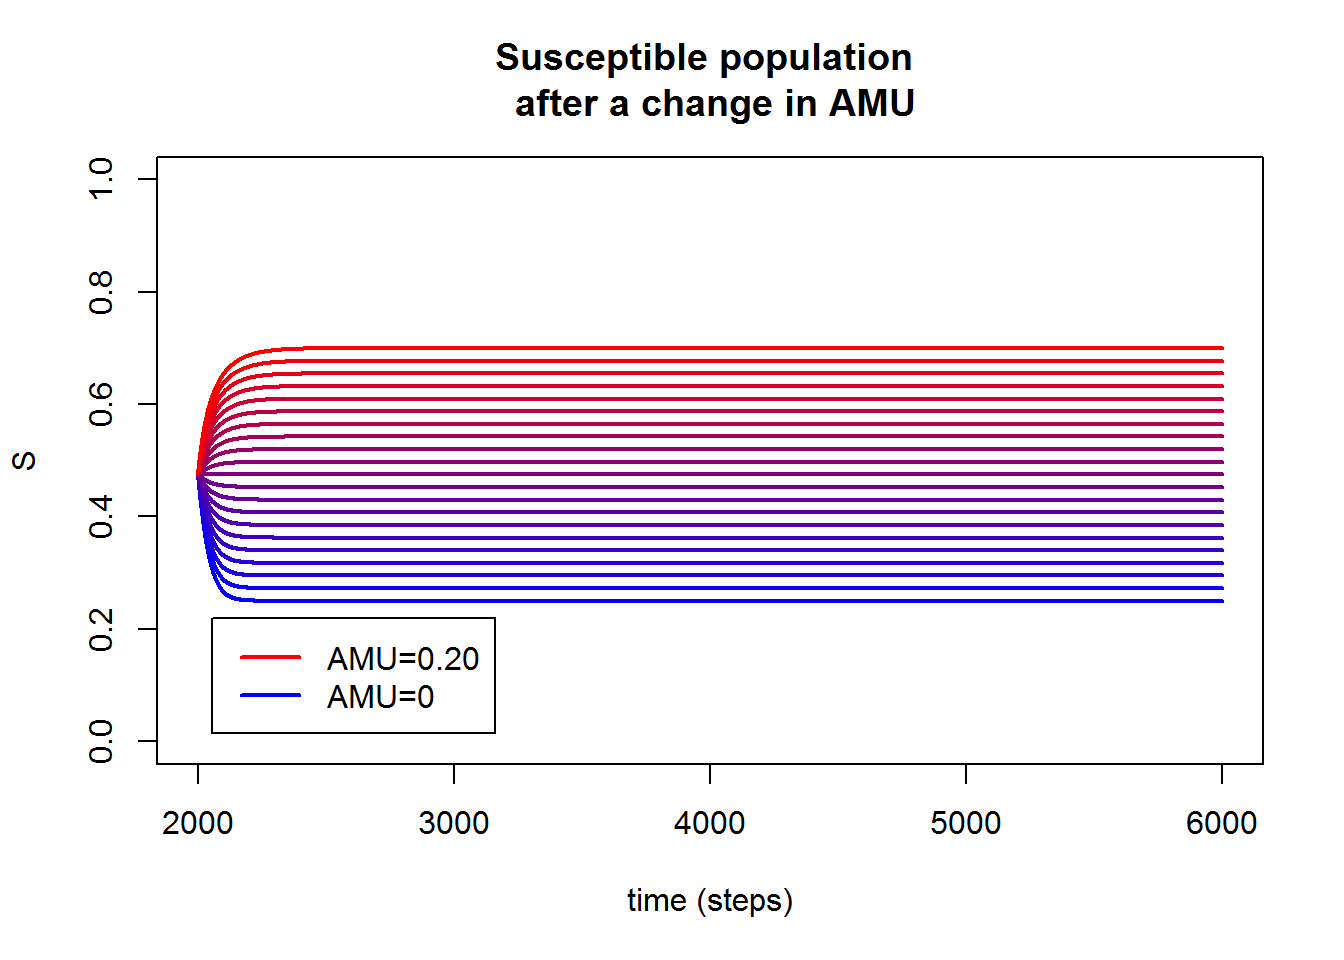 Susceptible population
after a change in AMU
1.0
0.8
0.6
0.4
0.2
0.0
S
AMU=0.20
AMU=0
2000 3000 4000 5000 6000
time (steps)